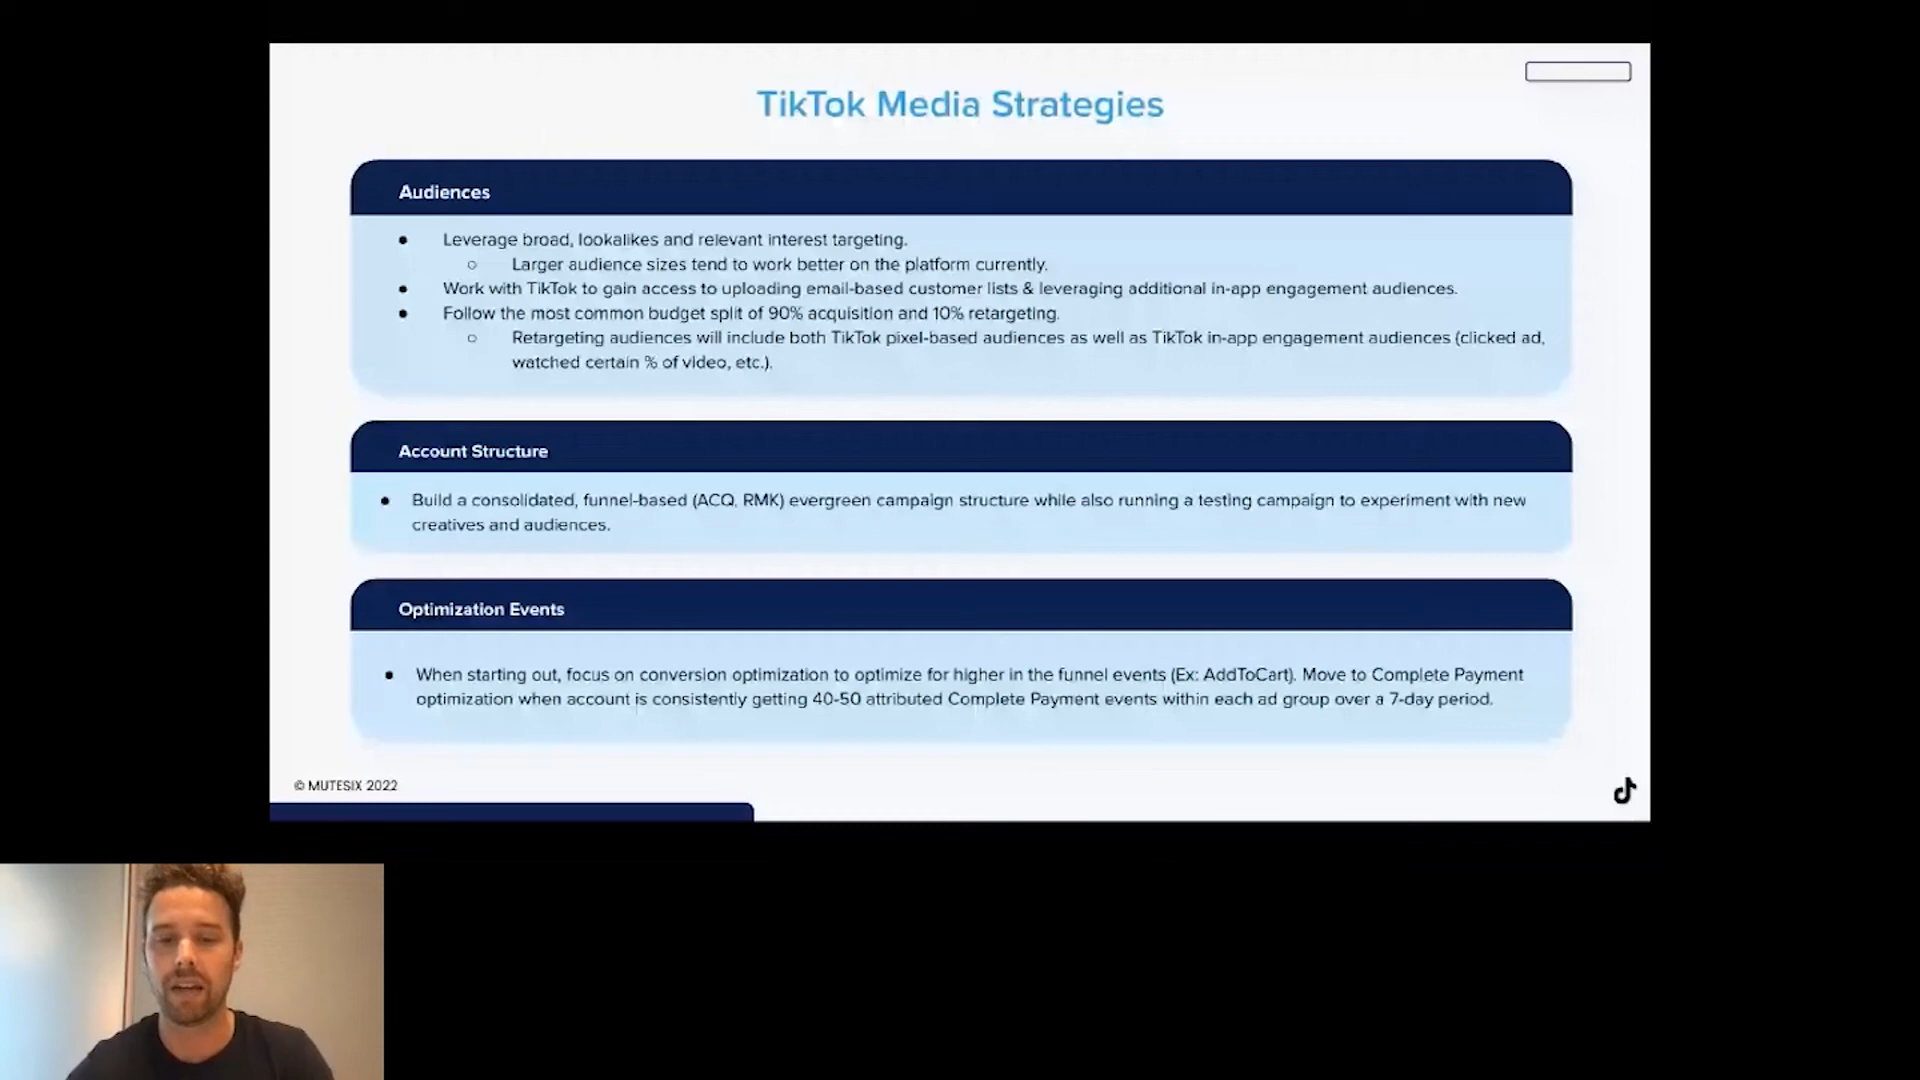 TikTok Media Strategies
Audiences
● Leverage broad, lookalikes and relevant interest targeting.
○ Larger audience sizes tend to work better on the platform currently.
● Work with TikTok to gain access to uploading email-based customer lists & leveraging additional in-app engagement audiences.
● Follow the most common budget split of 90% acquisition and 10% retargeting.
○ Retargeting audiences will include both TikTok pixel-based audiences as well as TikTok in-app engagement audiences (clicked ad,
watched certain % of video, etc.).
Account Structure
● Build a consolidated, funnel-based (ACQ, RMK) evergreen campaign structure while also running a testing campaign to experiment with new
creatives and audiences.
Optimization Events
● When starting out, focus on conversion optimization to optimize for higher in the funnel events (Ex: AddToCart). Move to Complete Payment
optimization when account is consistently getting 40-50 attributed Complete Payment events within each ad group over a 7-day period.
© MUTESIX 2022